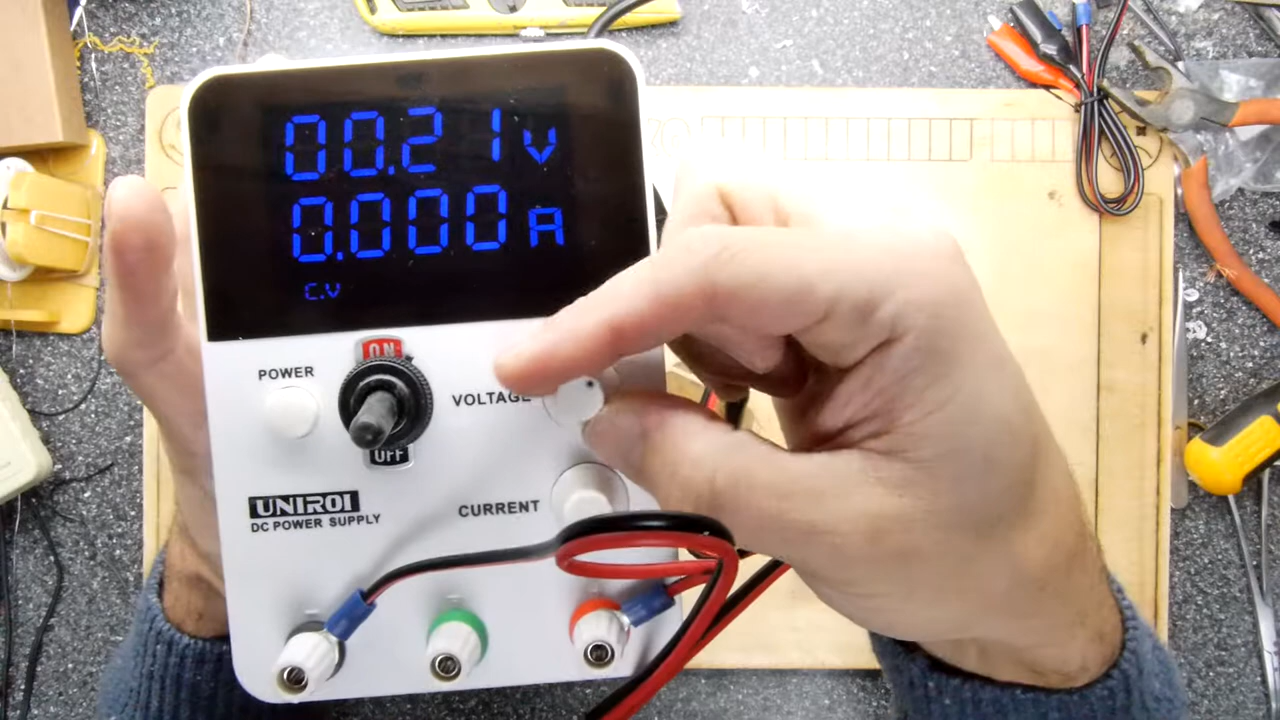 00.21 V
0.000 A
C.V
ON
POWER
VOLTAGE
OFF
CURRENT
UNIROI
DC POWER SUPPLY